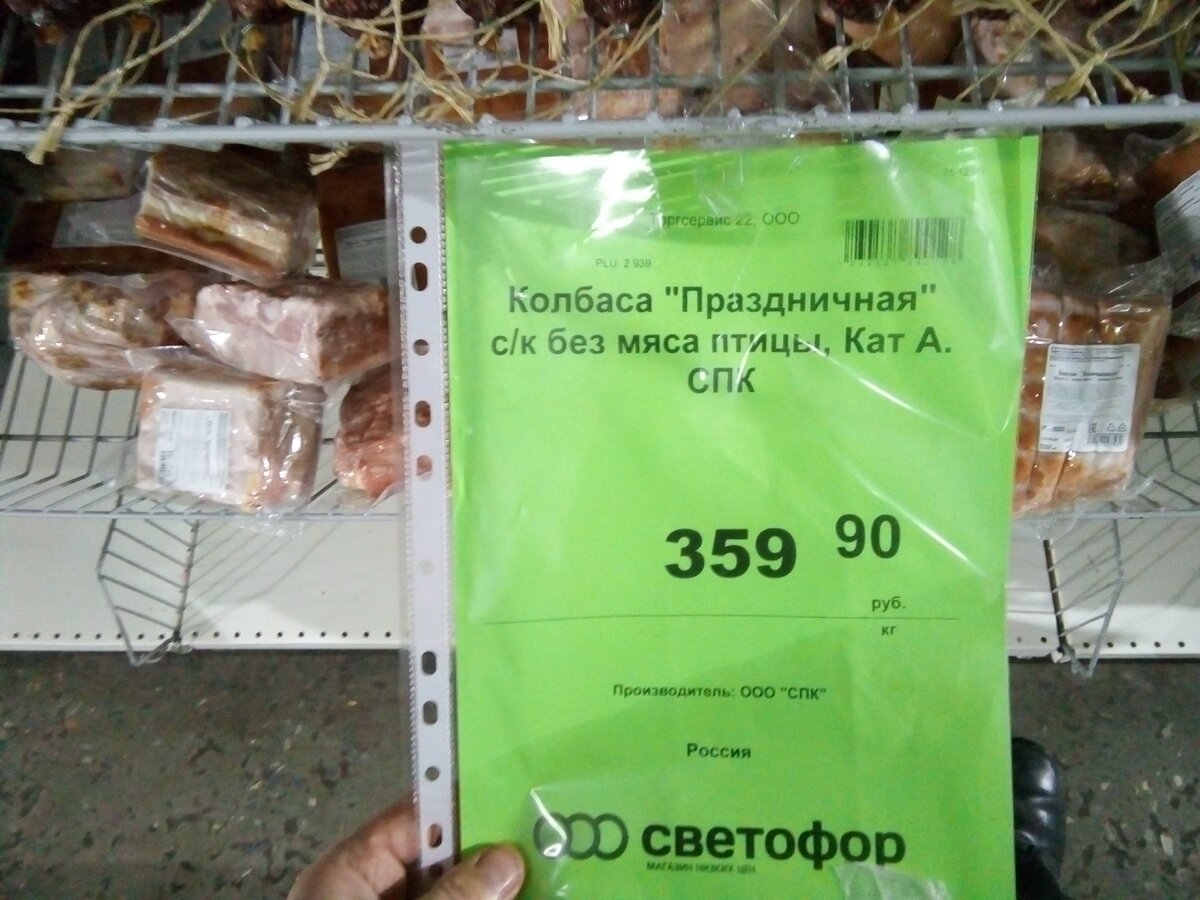 Торгсервис 22, ООО
PLU: 2 939
Колбаса "Праздничная"
с/к без мяса птицы, Кат А.
СПК
359 90
руб.
кг
Производитель: ООО "СПК"
Россия
светофор
МАГАЗИН НИЗКИХ ЦЕН